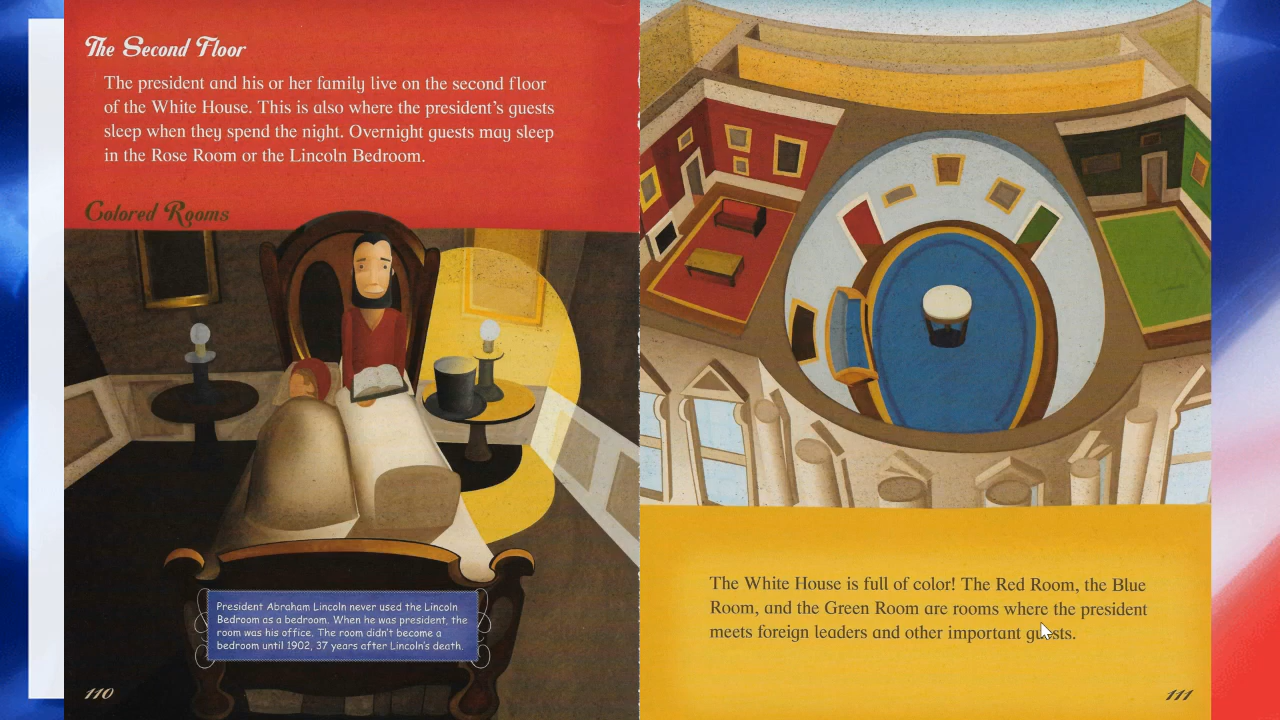 The Second Floor
The president and his or her family live on the second floor
of the White House. This is also where the president's guests
sleep when they spend the night. Overnight guests may sleep
in the Rose Room or the Lincoln Bedroom.
Colored Rooms
President Abraham Lincoln never used the Lincoln
Bedroom as a bedroom. When he was president, the
room was his office. The room didn't become a
bedroom until 1902, 37 years after Lincoln's death.
110
The White House is full of color! The Red Room, the Blue
Room, and the Green Room are rooms where the president
meets foreign leaders and other important guests.
111